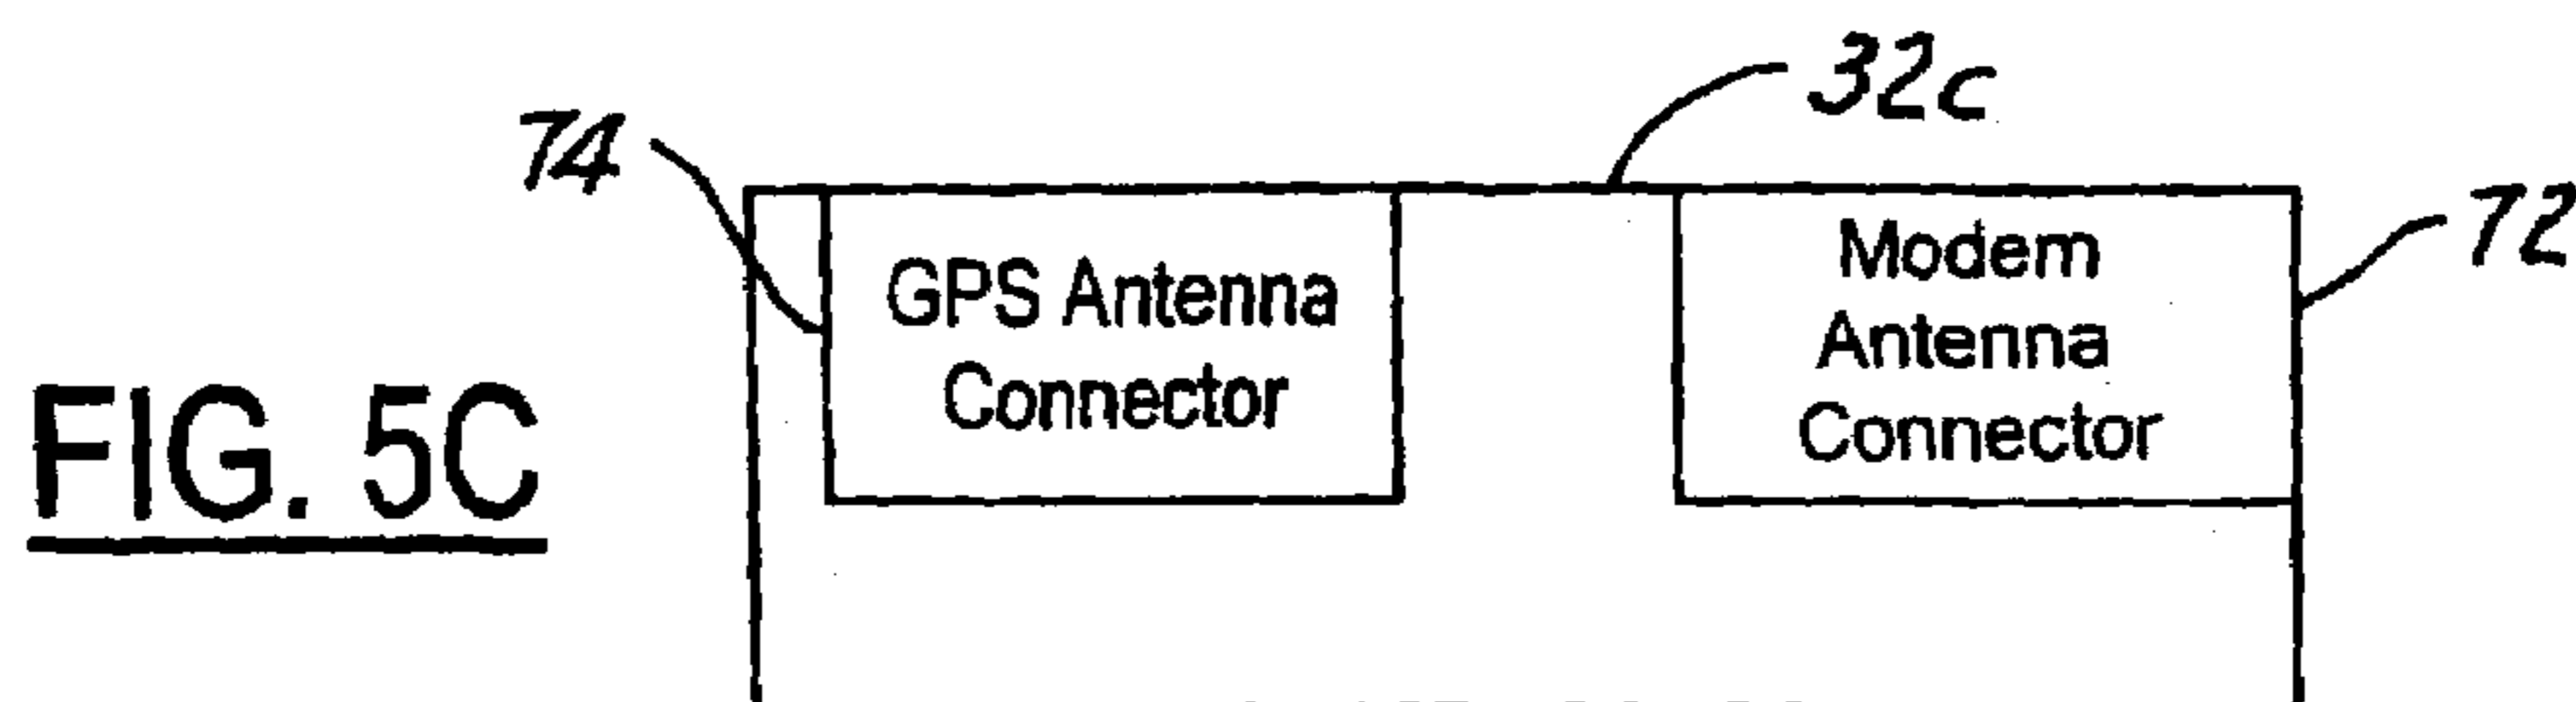 32c
74
72
GPS Antenna
Connector
Modem
Antenna
Connector
FIG. 5C